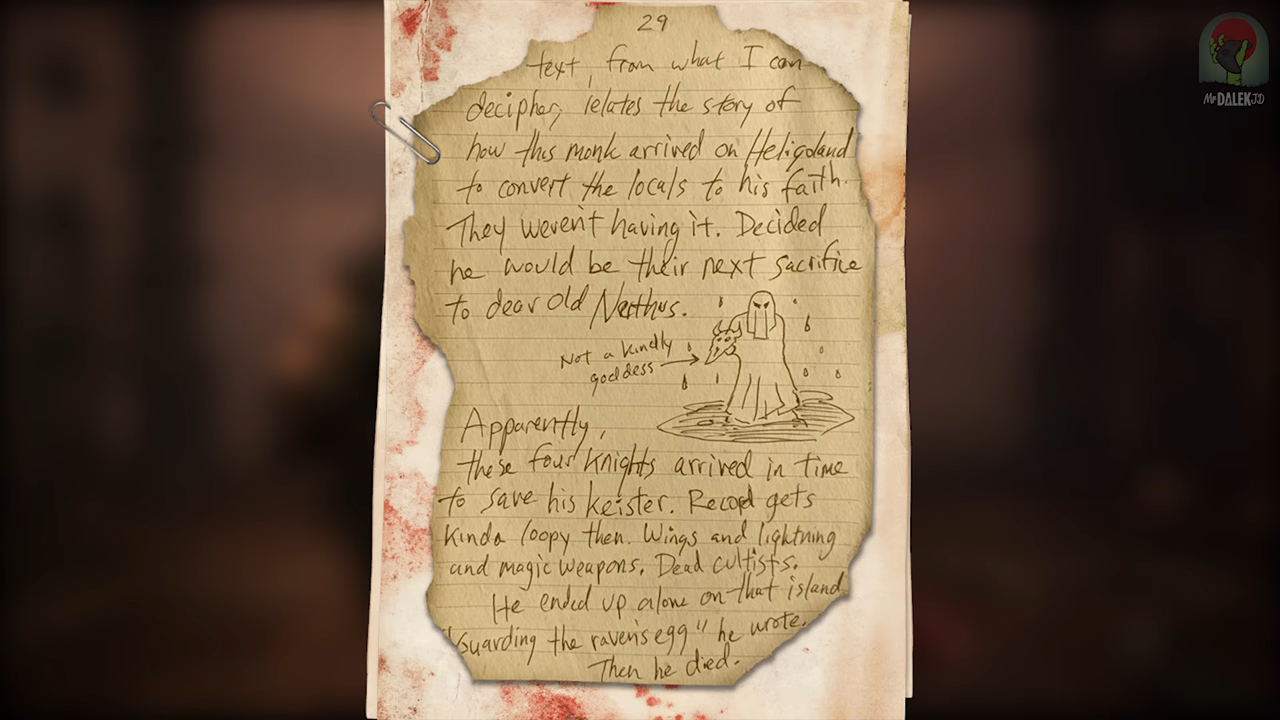 29
text, from what I can
decipher, relates the story of
how this monk arrived on Heligoland
to convert the locals to his faith.
They weren't having it. Decided
he would be their next sacrifice
to dear old Nerthus.
Not a kindly
goddess
Apparently,
these four knights arrived in time
to save his keister. Record gets
kinda loopy then. Wings and lightning
and magic weapons. Dead cultists.
He ended up alone on that island
"Guarding the raven's egg" he wrote.
Then he died.
MrDALEKJD